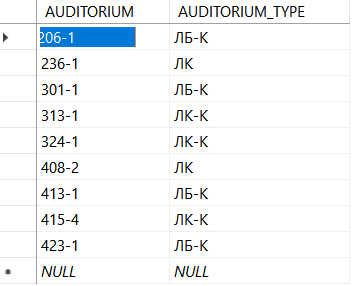 AUDITORIUM AUDITORIUM_TYPE
206-1 ЛБ-К
236-1 ЛК
301-1 ЛБ-К
313-1 ЛК-К
324-1 ЛК-К
408-2 ЛК
413-1 ЛБ-К
415-4 ЛК-К
423-1 ЛБ-К
NULL NULL